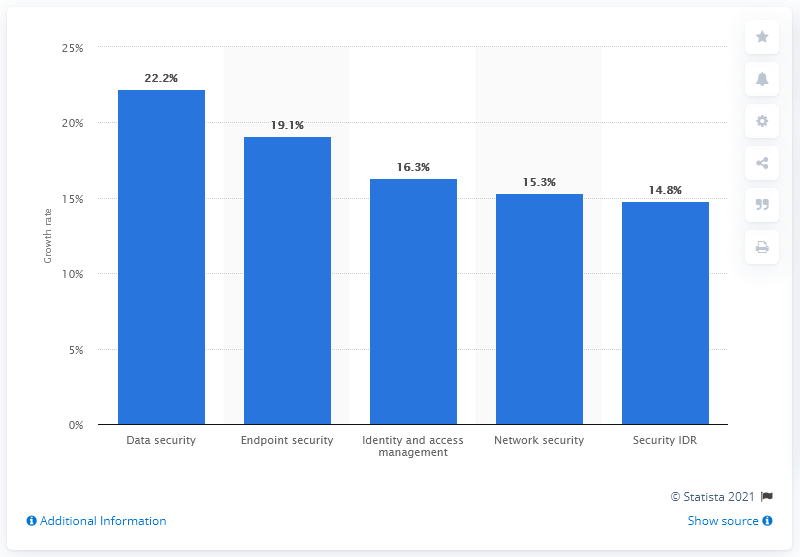 25%
20%
15%
10%
5%
0%
Growth rate
22.2%
19.1%
16.3%
15.3%
14.8%
Data security
Endpoint security
Identity and access
management
Network security
Security IDR
© Statista 2021
Additional Information
Show source